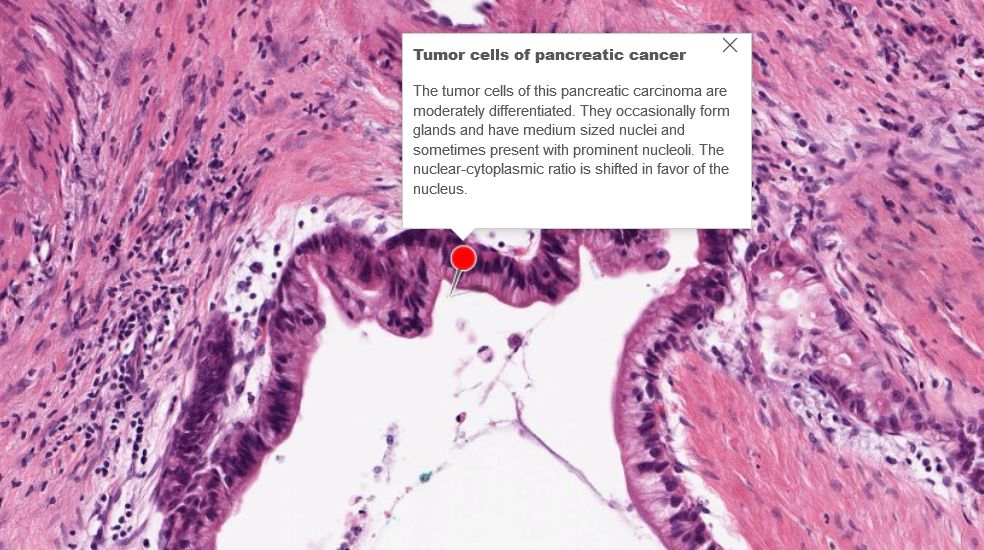 Tumor cells of pancreatic cancer
The tumor cells of this pancreatic carcinoma are
moderately differentiated. They occasionally form
glands and have medium sized nuclei and
sometimes present with prominent nucleoli. The
nuclear-cytoplasmic ratio is shifted in favor of the
nucleus.